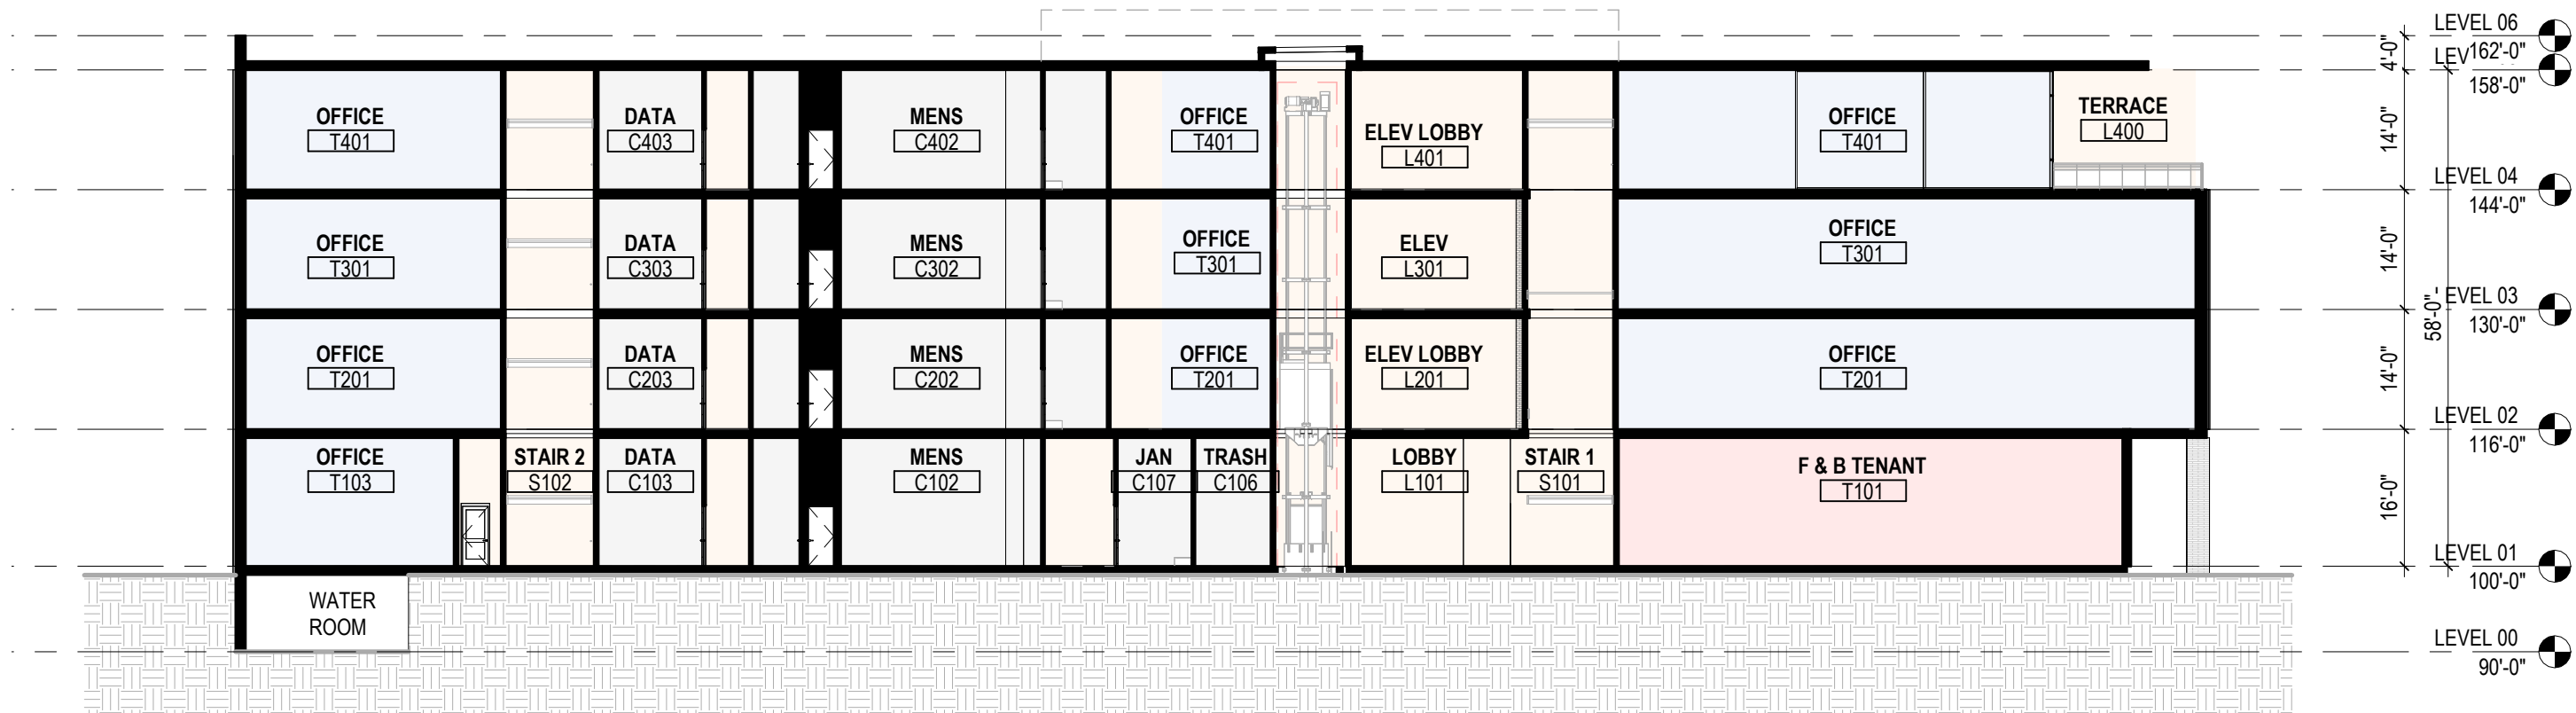 LEVEL 06
162'-0"
LEV
158'-0"
4'-0"
OFFICE
T401
DATA
C403
MENS
C402
OFFICE
T401
ELEV LOBBY
L401
OFFICE
T401
TERRACE
L400
14'-0"
LEVEL 04
144'-0"
OFFICE
T301
DATA
C303
MENS
C302
OFFICE
T301
ELEV
L301
OFFICE
T301
14'-0"
58'-0"
EVEL 03
130'-0"
OFFICE
T201
DATA
C203
MENS
C202
OFFICE
T201
ELEV LOBBY
L201
OFFICE
T201
14'-0"
LEVEL 02
116'-0"
OFFICE
T103
STAIR 2
S102
DATA
C103
MENS
C102
JAN
C107
TRASH
C106
LOBBY
L101
STAIR 1
S101
F & B TENANT
T101
16'-0"
LEVEL 01
100'-0"
WATER
ROOM
LEVEL 00
90'-0"